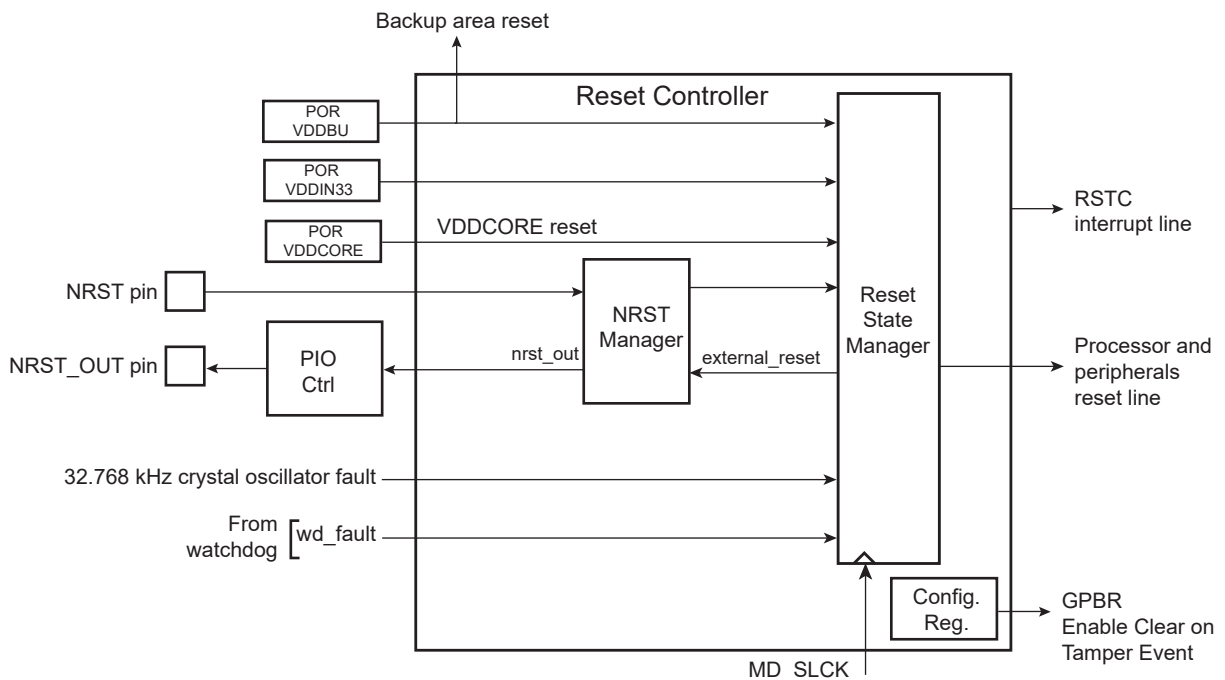 Backup area reset
Reset Controller
POR
VDDBU
POR
VDDIN33
POR
VDDCORE
VDDCORE reset
RSTC
interrupt line
NRST pin
NRST
Manager
Reset
State
Manager
NRST_OUT pin
PIO
Ctrl
nrst_out
external_reset
Processor and
peripherals
reset line
32.768 kHz crystal oscillator fault
From
watchdog
wd_fault
Config.
Reg.
GPBR
Enable Clear on
Tamper Event
MD_SLCK